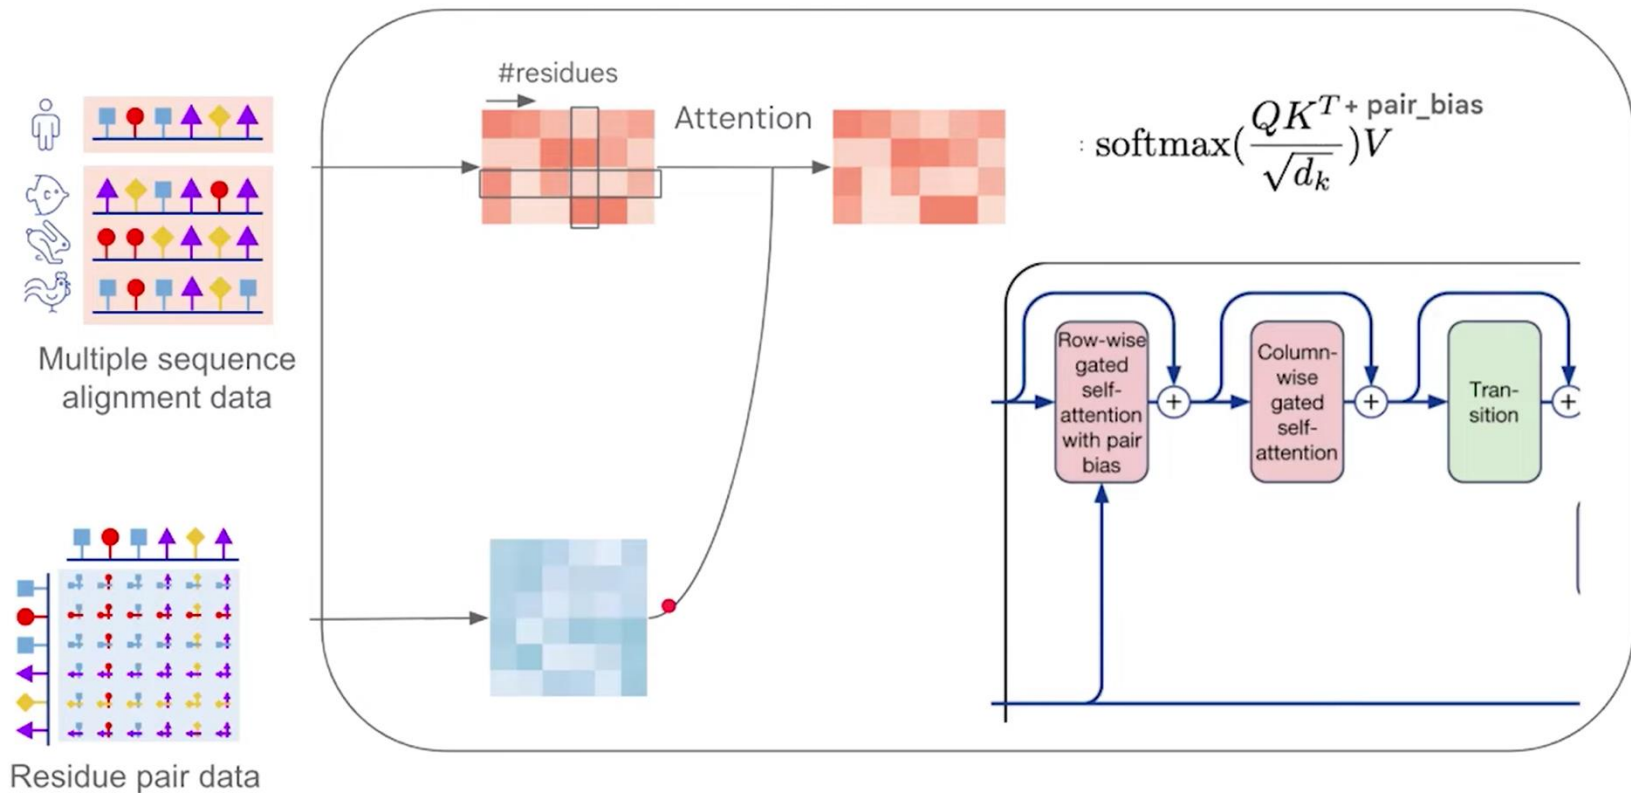 #residues
Attention
: softmax(QK^T + pair_bias / √d_k)V
Multiple sequence
alignment data
Row-wise
gated
self-
attention
with pair
bias
+
Column-
wise
gated
self-
attention
+
Tran-
sition
+
Residue pair data